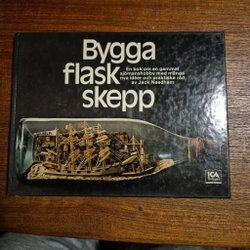 Bygga
flask
skepp
En bok om en gammal
sjömanshobby med många
nya idéer och praktiska råd
av Jack Needham
ICA